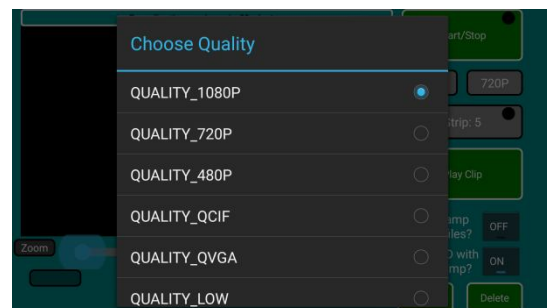 Choose Quality
QUALITY_1080P
QUALITY_720P
QUALITY_480P
QUALITY_QCIF
QUALITY_QVGA
QUALITY_LOW
art/Stop
720P
Strip: 5
lay Clip
amp
iles?
OFF
D with
mp?
ON
Zoom
Delete